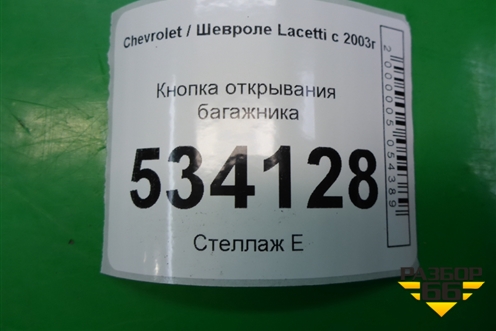 Chevrolet / Шевроле Lacetti с 2003г
Кнопка открывания
багажника
534128
Стеллаж Е
2000005054389
РАЗБОР
66